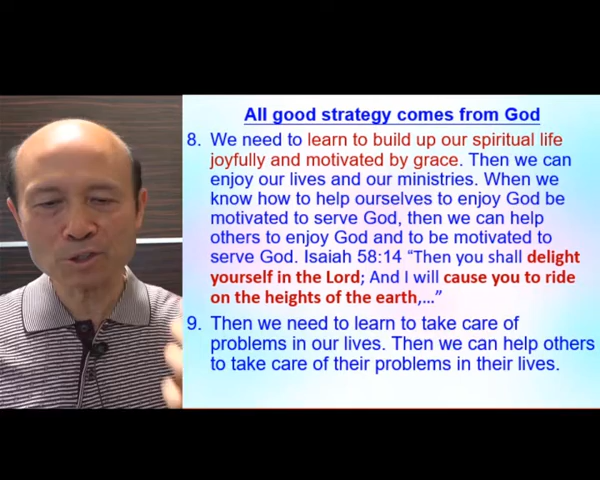 All good strategy comes from God
8. We need to learn to build up our spiritual life
joyfully and motivated by grace. Then we can
enjoy our lives and our ministries. When we
know how to help ourselves to enjoy God be
motivated to serve God, then we can help
others to enjoy God and to be motivated to
serve God. Isaiah 58:14 “Then you shall delight
yourself in the Lord; And I will cause you to ride
on the heights of the earth,…”
9. Then we need to learn to take care of
problems in our lives. Then we can help others
to take care of their problems in their lives.